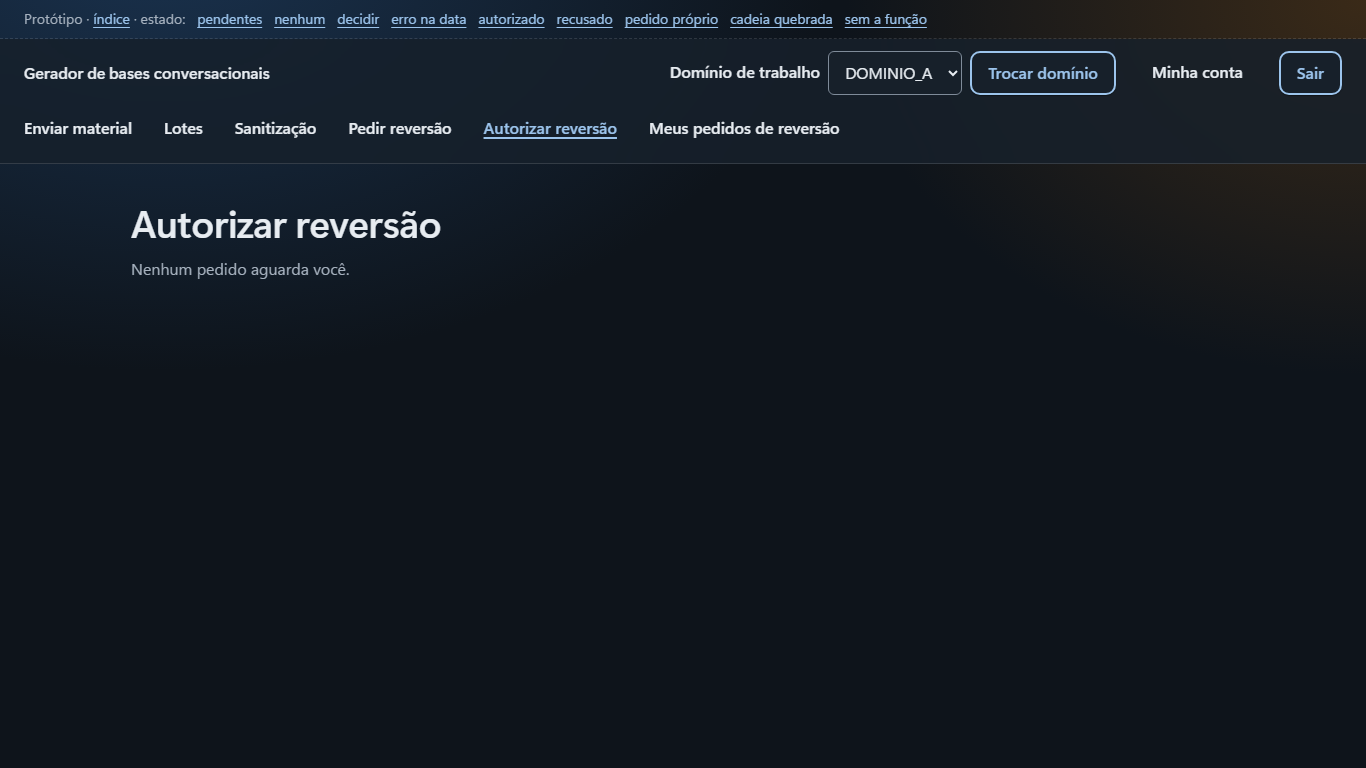 Protótipo · índice · estado: pendentes nenhum decidir erro na data autorizado recusado pedido próprio cadeia quebrada sem a função
Gerador de bases conversacionais Domínio de trabalho DOMINIO_A Trocar domínio Minha conta Sair
Enviar material Lotes Sanitização Pedir reversão Autorizar reversão Meus pedidos de reversão
Autorizar reversão
Nenhum pedido aguarda você.